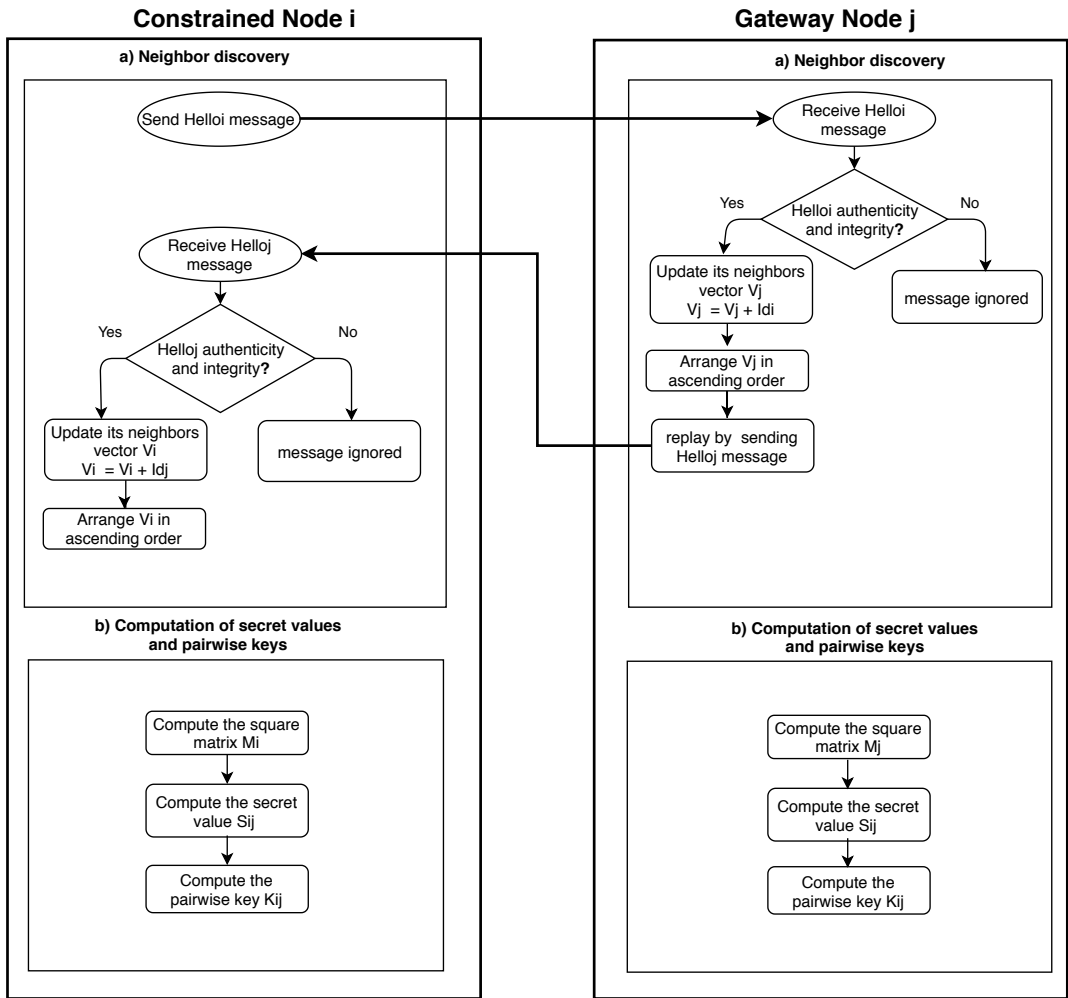 Constrained Node i
a) Neighbor discovery
Send Helloi message
Receive Helloj
message
Yes
No
Helloj authenticity
and integrity?
Update its neighbors
vector Vi
Vi = Vi + Idj
message ignored
Arrange Vi in
ascending order
b) Computation of secret values
and pairwise keys
Compute the square
matrix Mi
Compute the secret
value Sij
Compute the
pairwise key Kij
Gateway Node j
a) Neighbor discovery
Receive Helloi
message
Yes
No
Helloi authenticity
and integrity?
Update its neighbors
vector Vj
Vj = Vj + Idi
message ignored
Arrange Vj in
ascending order
replay by sending
Helloj message
b) Computation of secret values
and pairwise keys
Compute the square
matrix Mj
Compute the secret
value Sij
Compute the
pairwise key Kij